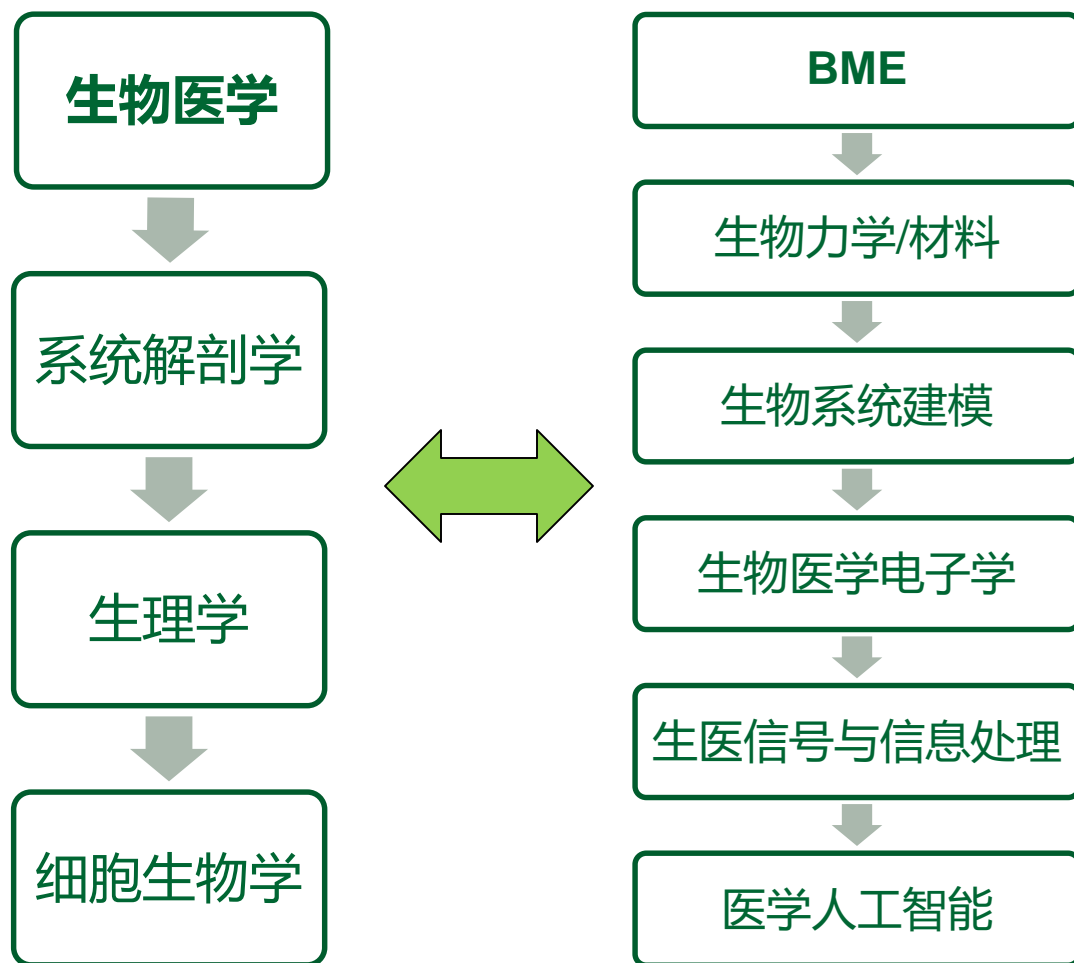 生物医学
系统解剖学
生理学
细胞生物学
BME
生物力学/材料
生物系统建模
生物医学电子学
生医信号与信息处理
医学人工智能